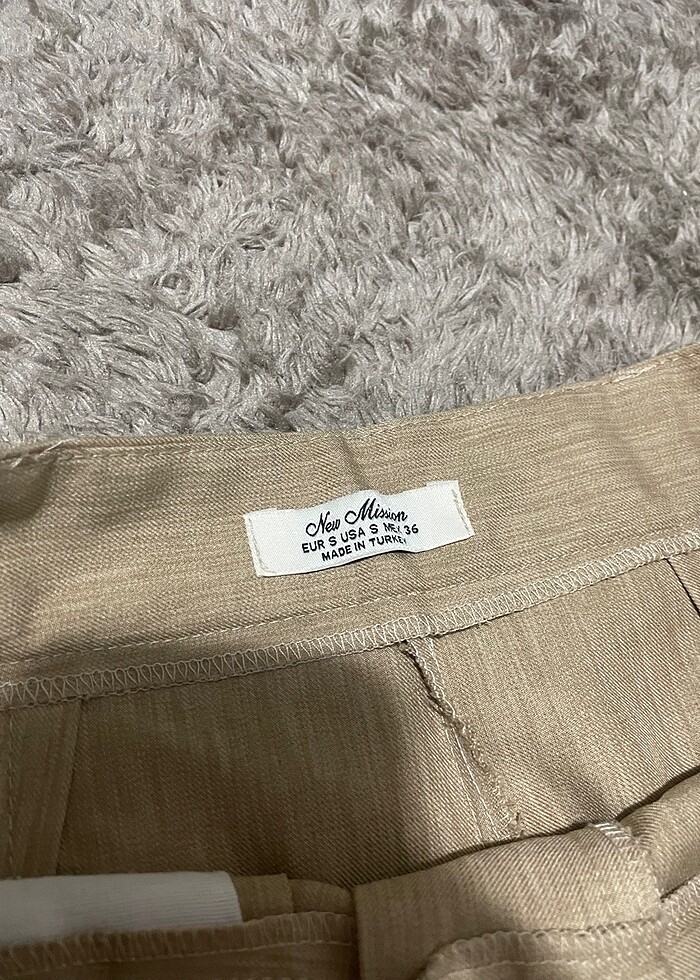 New Mission
EUR S USA S MEX 36
MADE IN TURKEY